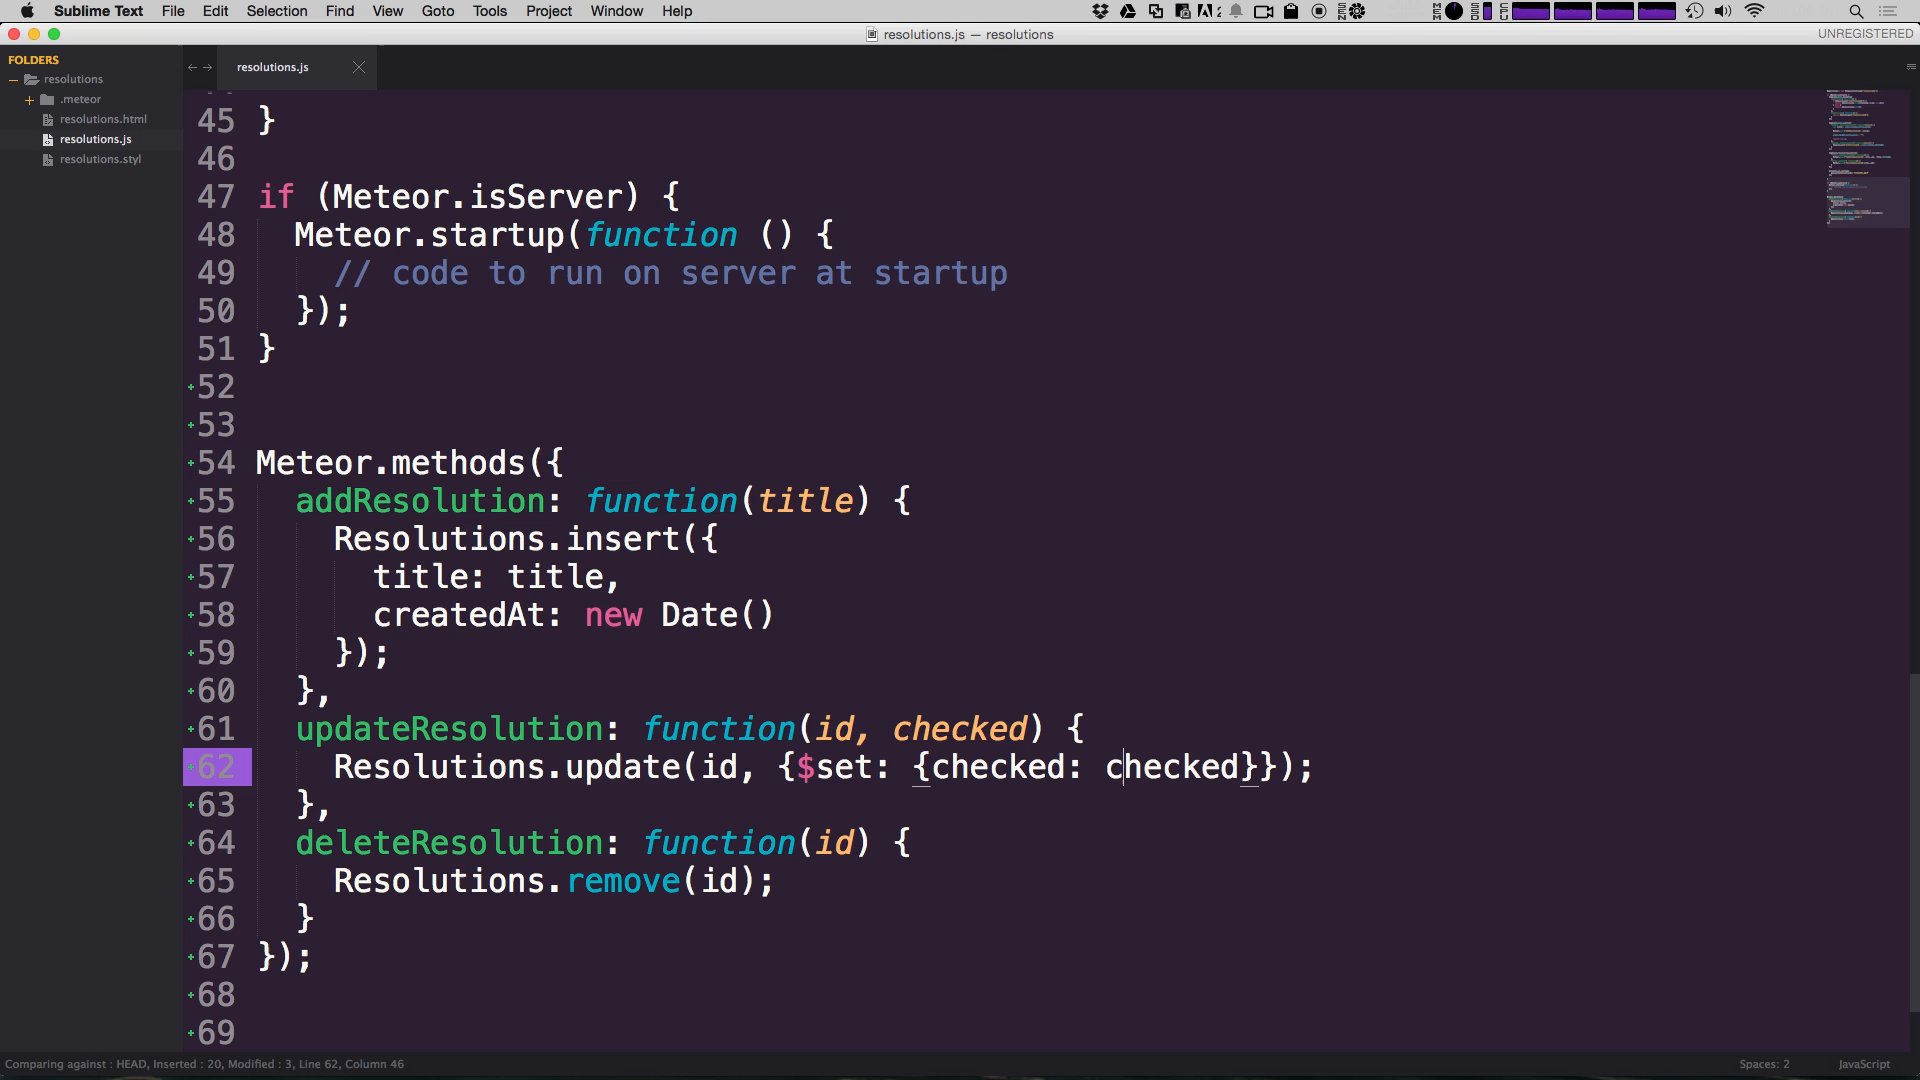 Sublime Text File Edit Selection Find View Goto Tools Project Window Help
resolutions.js — resolutions
UNREGISTERED
FOLDERS
resolutions
.meteor
resolutions.html
resolutions.js
resolutions.styl
resolutions.js
45 }
46
47 if (Meteor.isServer) {
48 Meteor.startup(function () {
49 // code to run on server at startup
50 });
51 }
52
53
54 Meteor.methods({
55 addResolution: function(title) {
56 Resolutions.insert({
57 title: title,
58 createdAt: new Date()
59 });
60 },
61 updateResolution: function(id, checked) {
62 Resolutions.update(id, {$set: {checked: checked}});
63 },
64 deleteResolution: function(id) {
65 Resolutions.remove(id);
66 }
67 });
68
69
Comparing against : HEAD, Inserted : 20, Modified : 3, Line 62, Column 46
Spaces: 2
JavaScript